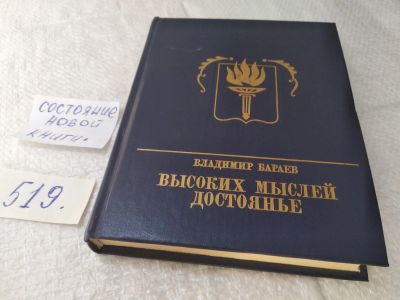 СОСТОЯНИЕ
НОВОЙ
КНИГИ.
519.
ВЛАДИМИР БАРАЕВ
ВЫСОКИХ МЫСЛЕЙ
ДОСТОЯНЬЕ